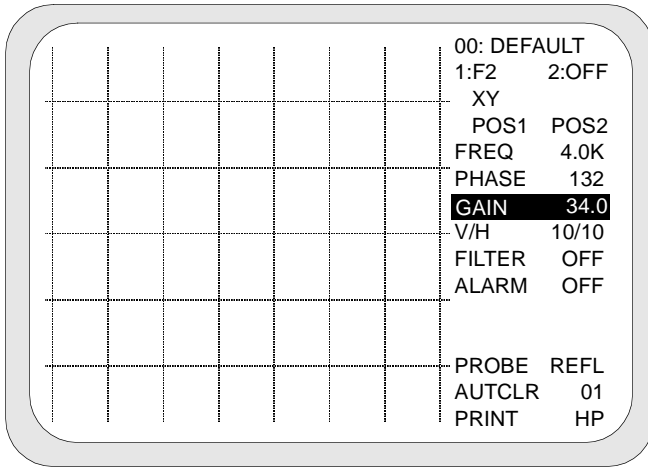 00: DEFAULT
1:F2 2:OFF
XY
POS1 POS2
FREQ 4.0K
PHASE 132
GAIN 34.0
V/H 10/10
FILTER OFF
ALARM OFF
PROBE REFL
AUTCLR 01
PRINT HP